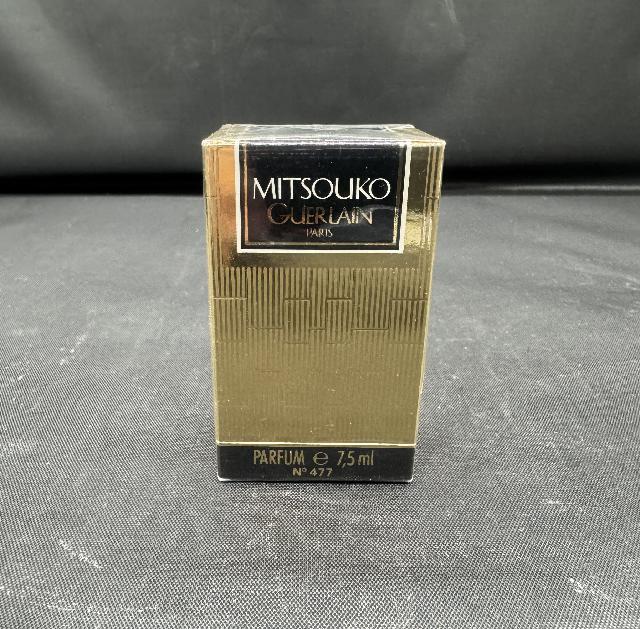 MITSOUKO
GUERLAIN
PARIS
PARFUM ℮ 7,5 ml
N° 477